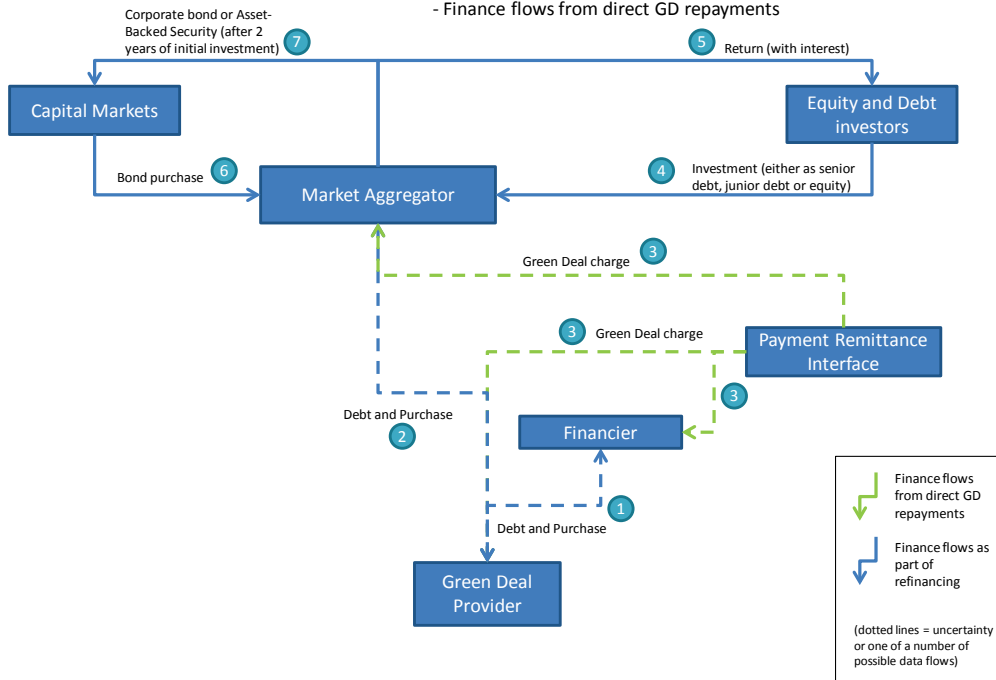 - Finance flows from direct GD repayments
Corporate bond or Asset-
Backed Security (after 2
years of initial investment)
7
5
Return (with interest)
Capital Markets
Equity and Debt
investors
Bond purchase
6
Market Aggregator
4
Investment (either as senior
debt, junior debt or equity)
Green Deal charge
3
3
Green Deal charge
Payment Remittance
Interface
3
Debt and Purchase
2
Financier
1
Debt and Purchase
Green Deal
Provider
Finance flows
from direct GD
repayments
Finance flows as
part of
refinancing
(dotted lines = uncertainty
or one of a number of
possible data flows)